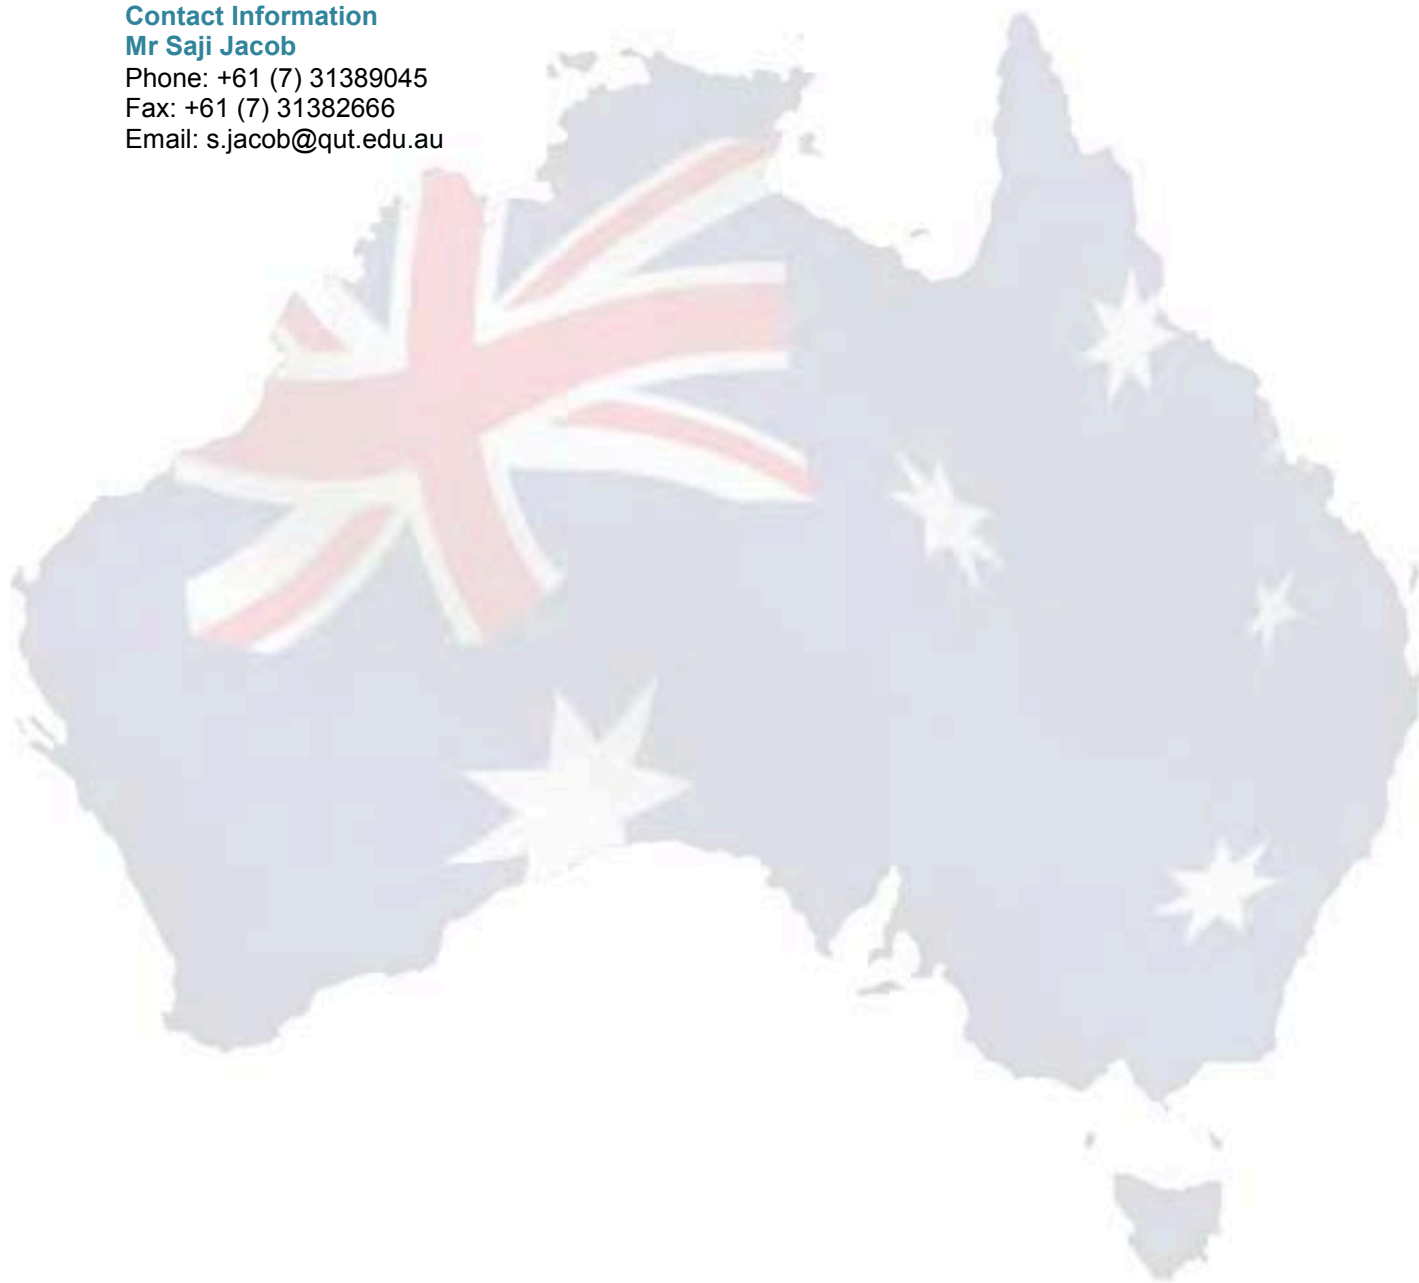 Contact Information
Mr Saji Jacob
Phone: +61 (7) 31389045
Fax: +61 (7) 31382666
Email: s.jacob@qut.edu.au